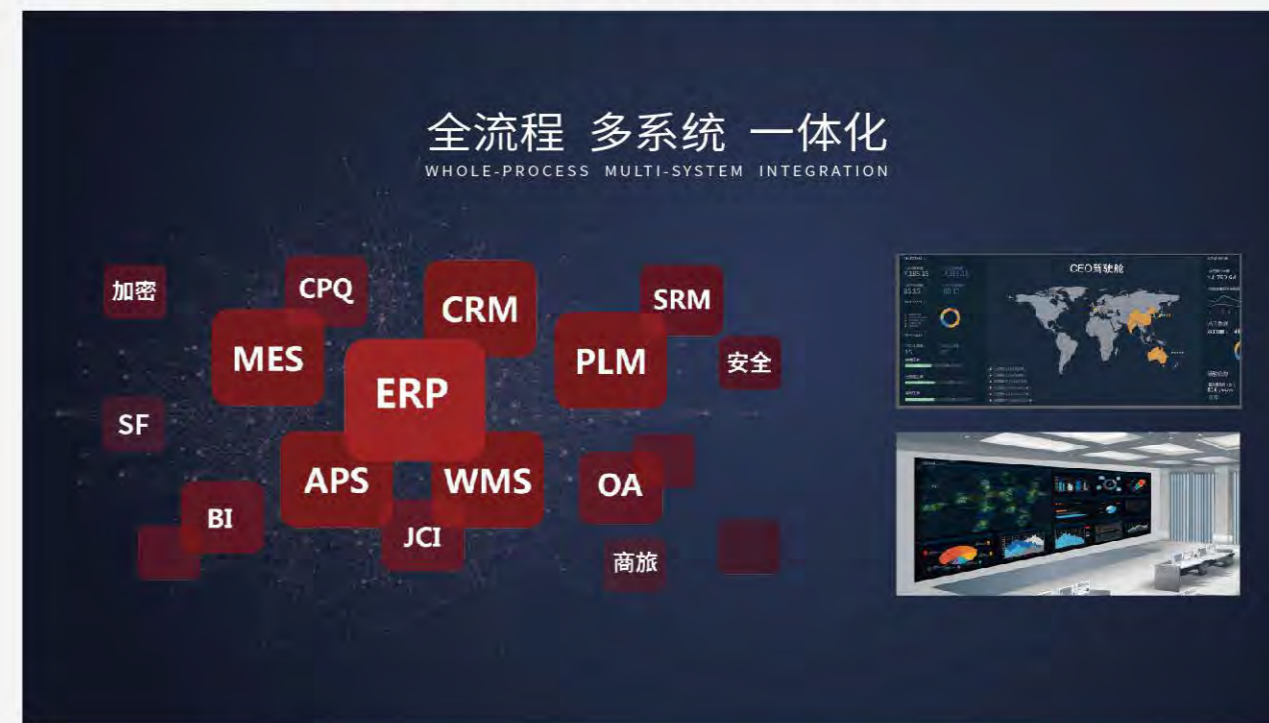 全流程 多系统 一体化
WHOLE-PROCESS MULTI-SYSTEM INTEGRATION
加密
CPQ
CRM
SRM
MES
ERP
PLM
安全
SF
APS
WMS
OA
BI
JCI
商旅
CEO驾驶舱